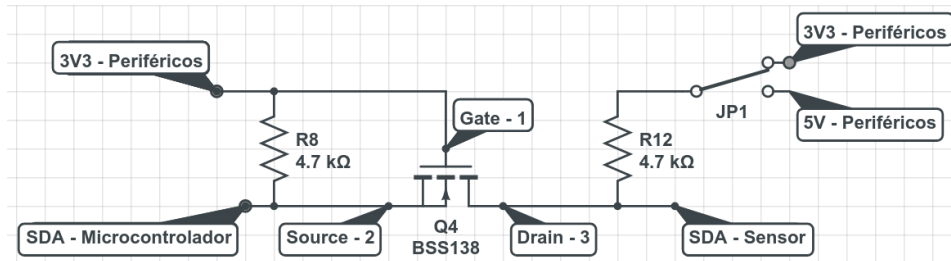 3V3 - Periféricos
3V3 - Periféricos
JP1
5V - Periféricos
Gate - 1
R8
4.7 kΩ
R12
4.7 kΩ
SDA - Microcontrolador
Source - 2
Q4
BSS138
Drain - 3
SDA - Sensor